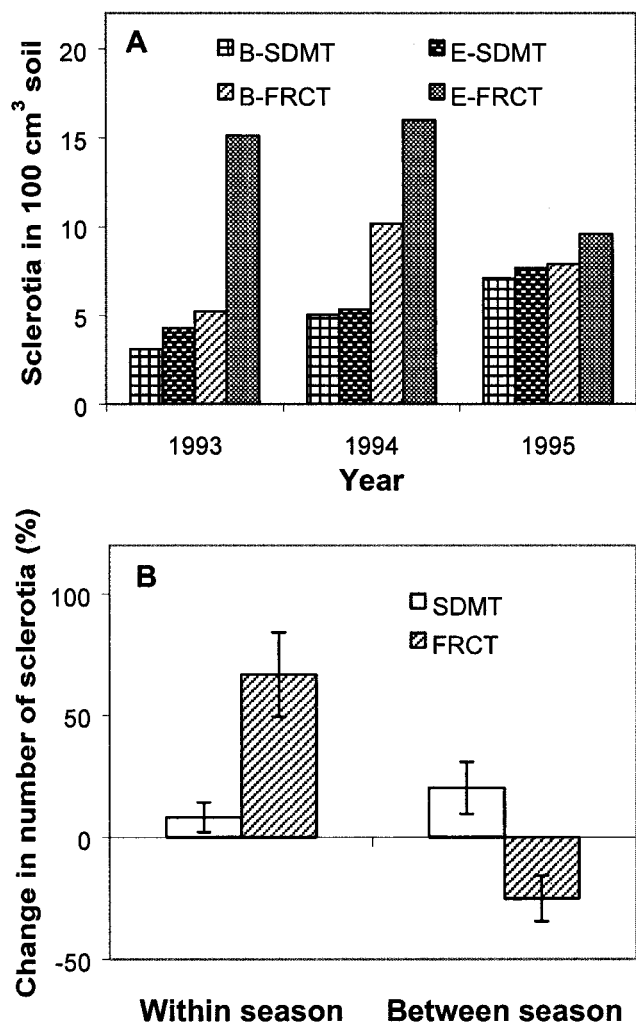 A
B-SDMT
E-SDMT
B-FRCT
E-FRCT
Sclerotia in 100 cm³ soil
20
15
10
5
0
1993
1994
1995
Year
B
SDMT
FRCT
Change in number of sclerotia (%)
100
50
0
-50
Within season
Between season